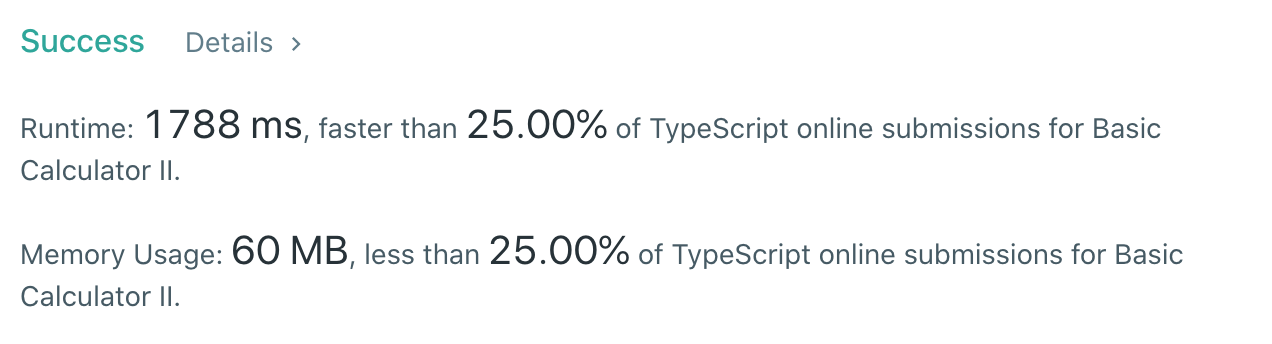 Success Details >
Runtime: 1788 ms, faster than 25.00% of TypeScript online submissions for Basic
Calculator II.
Memory Usage: 60 MB, less than 25.00% of TypeScript online submissions for Basic
Calculator II.